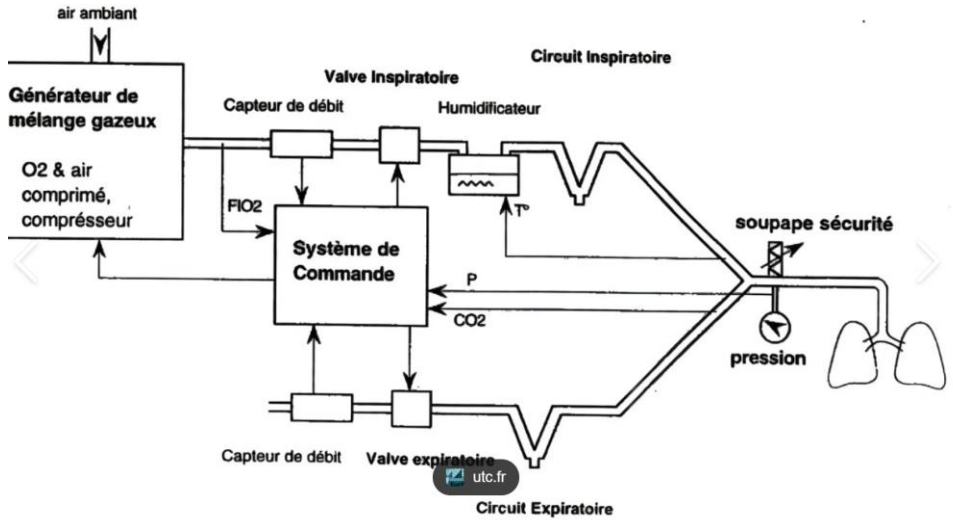 air ambiant
Générateur de
mélange gazeux
O2 & air
comprimé,
comprésseur
Capteur de débit
Valve Inspiratoire
Humidificateur
Circuit Inspiratoire
FIO2
T°
Système de
Commande
P
CO2
soupape sécurité
pression
Capteur de débit
Valve expiratoire
utc.fr
Circuit Expiratoire